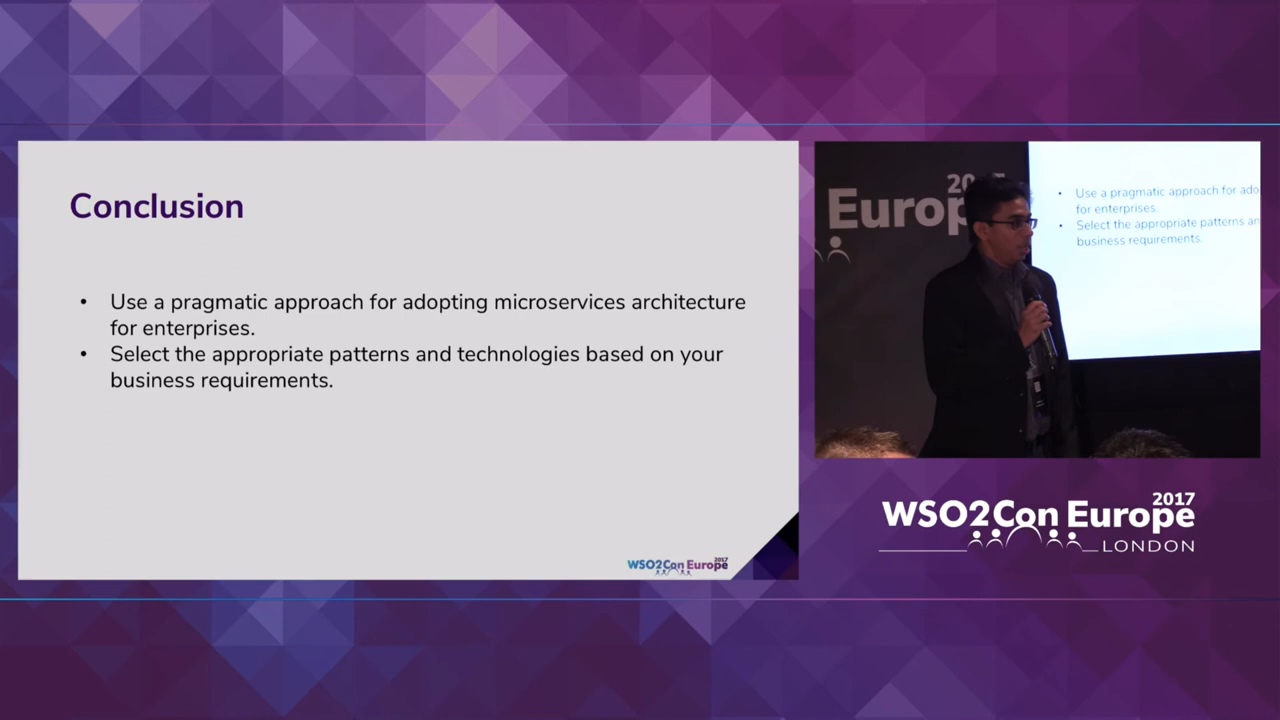 Conclusion
• Use a pragmatic approach for adopting microservices architecture
for enterprises.
• Select the appropriate patterns and technologies based on your
business requirements.
WSO2Con Europe
2017
20
Europ
• Use a pragmatic approach for ado
for enterprises.
• Select the appropriate patterns an
business requirements.
2017
WSO2Con Europe
LONDON